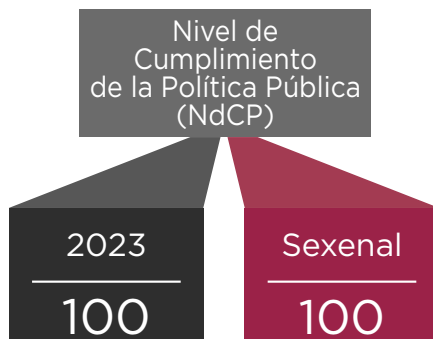 Nivel de
Cumplimiento
de la Política Pública
(NdCP)
2023
100
Sexenal
100